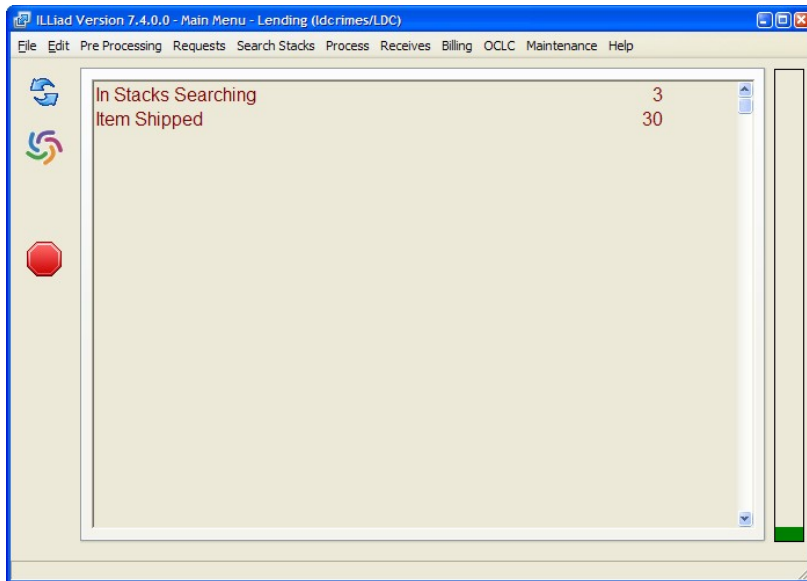 ILLiad Version 7.4.0.0 - Main Menu - Lending (ldcrimes/LDC)
File Edit Pre Processing Requests Search Stacks Process Receives Billing OCLC Maintenance Help
In Stacks Searching 3
Item Shipped 30